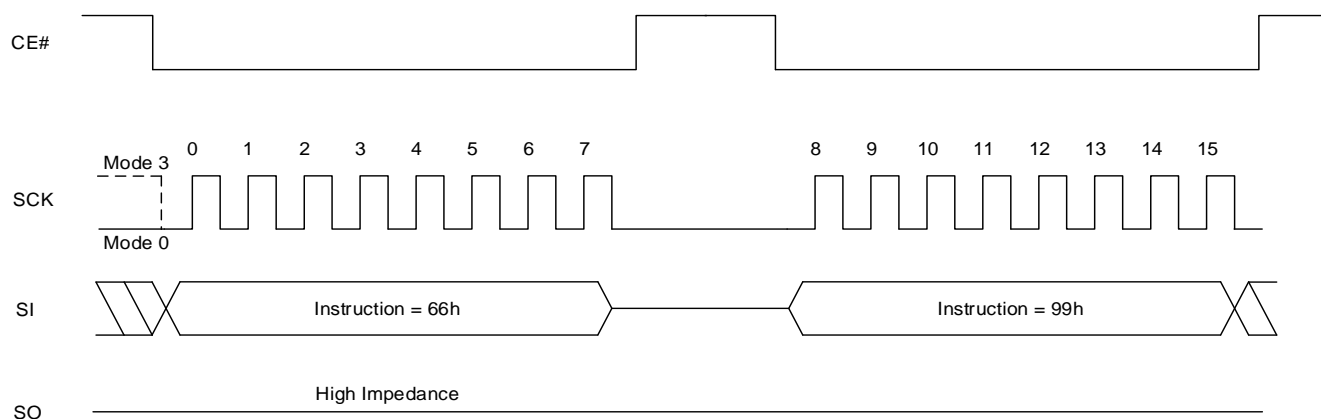 CE#
0 1 2 3 4 5 6 7 8 9 10 11 12 13 14 15
Mode 3
SCK
Mode 0
SI
Instruction = 66h
Instruction = 99h
High Impedance
SO